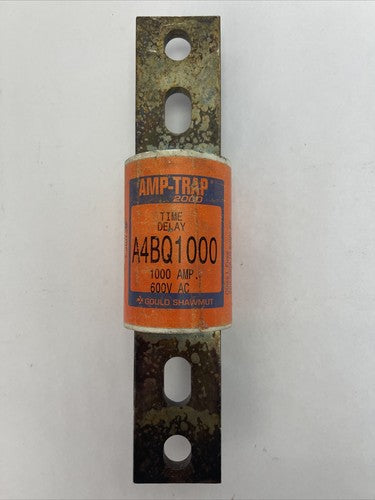 AMP-TRAP
2000
TIME
DELAY
A4BQ1000
1000 AMP.
600V AC
GOULD SHAWMUT